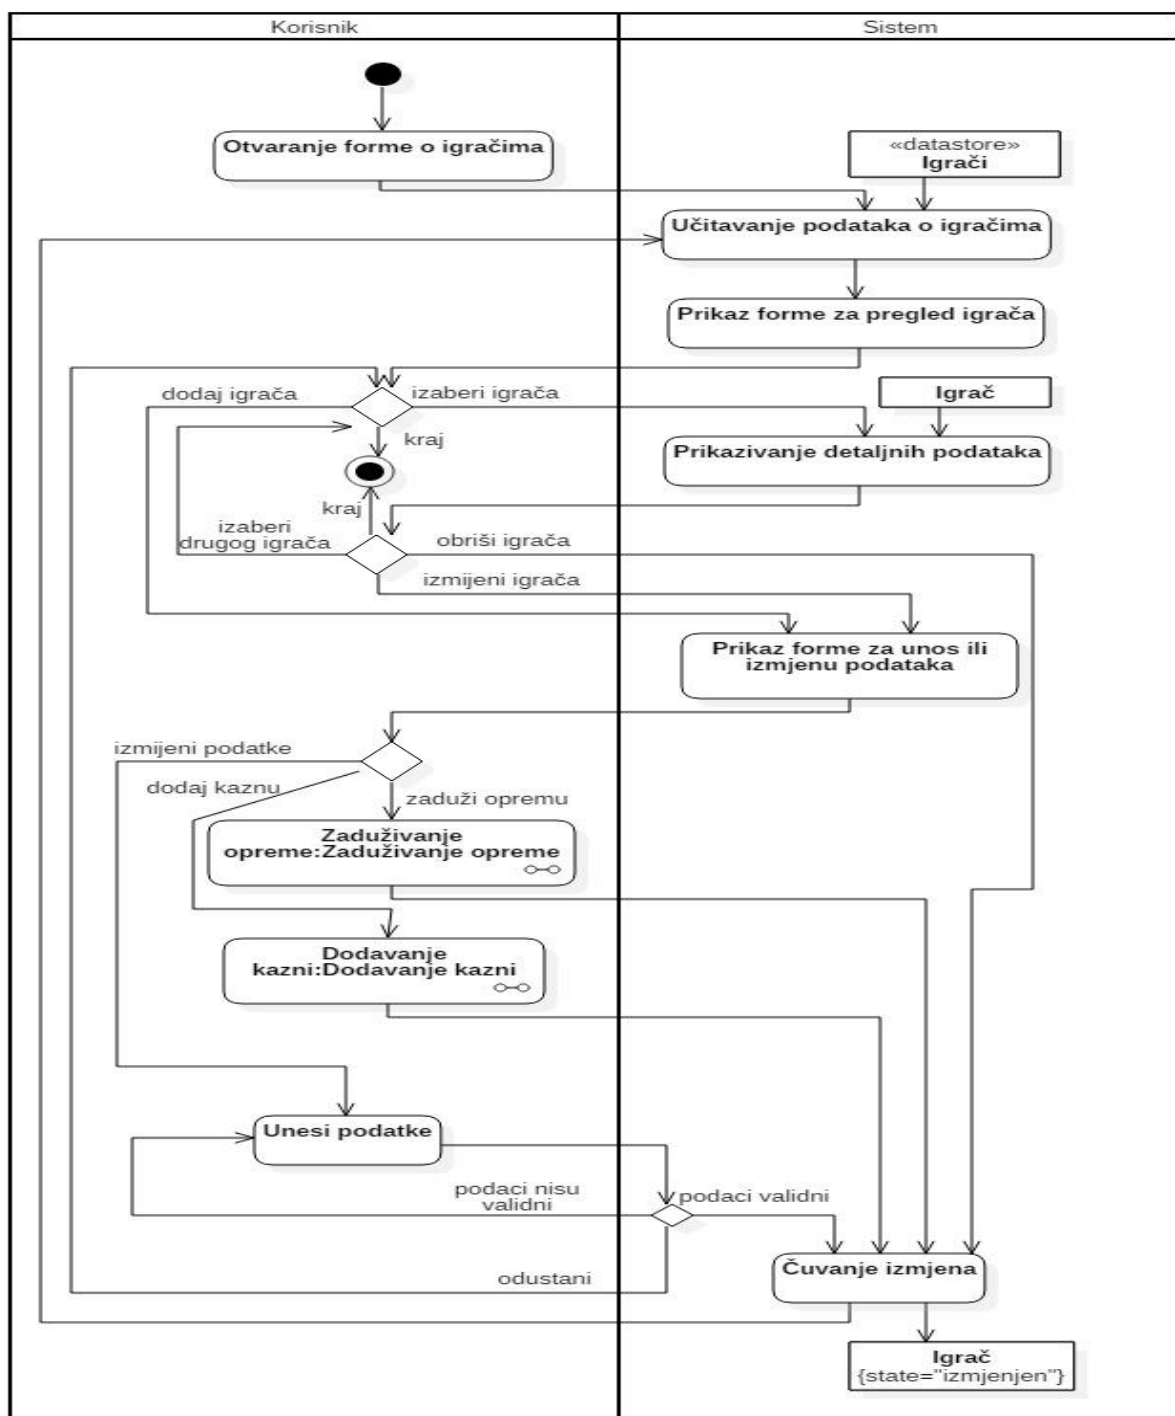 Korisnik
Sistem
Otvaranje forme o igračima
«datastore»
Igrači
Učitavanje podataka o igračima
Prikaz forme za pregled igrača
dodaj igrača
izaberi igrača
Igrač
kraj
Prikazivanje detaljnih podataka
kraj
izaberi
drugog igrača
obriši igrača
izmijeni igrača
Prikaz forme za unos ili
izmjenu podataka
izmijeni podatke
dodaj kaznu
zaduži opremu
Zaduživanje
opreme:Zaduživanje opreme
Dodavanje
kazni:Dodavanje kazni
Unesi podatke
podaci nisu
validni
podaci validni
Čuvanje izmjena
odustani
Igrač
{state="izmjenjen"}